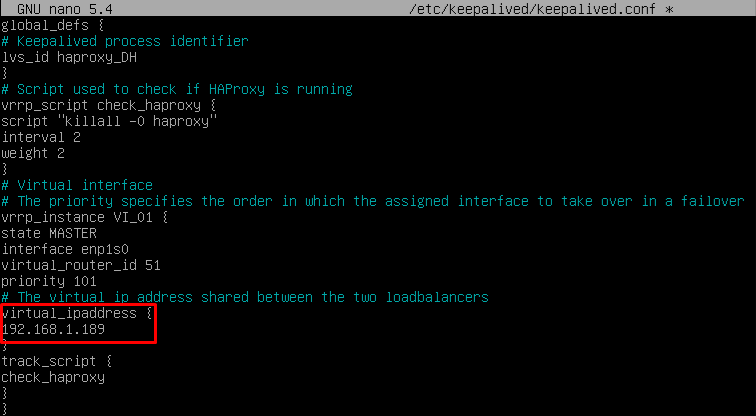 GNU nano 5.4 /etc/keepalived/keepalived.conf *
global_defs {
# Keepalived process identifier
lvs_id haproxy_DH
}
# Script used to check if HAProxy is running
vrrp_script check_haproxy {
script "killall -0 haproxy"
interval 2
weight 2
}
# Virtual interface
# The priority specifies the order in which the assigned interface to take over in a failover
vrrp_instance VI_01 {
state MASTER
interface enp1s0
virtual_router_id 51
priority 101
# The virtual ip address shared between the two loadbalancers
virtual_ipaddress {
192.168.1.189
}
track_script {
check_haproxy
}
}